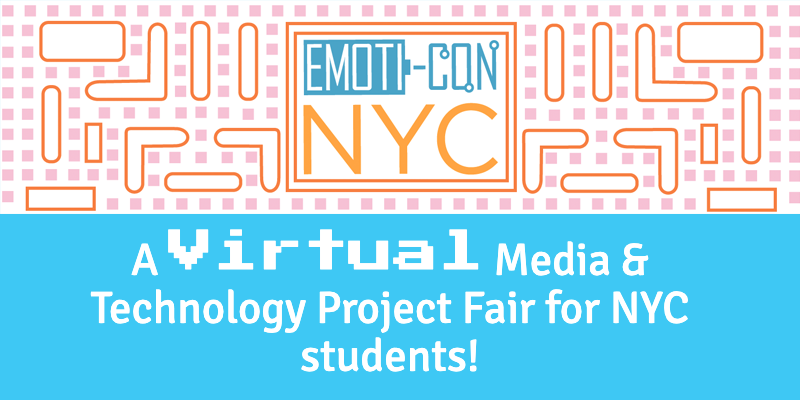 EMOTI-CON
NYC
A Virtual Media &
Technology Project Fair for NYC
students!